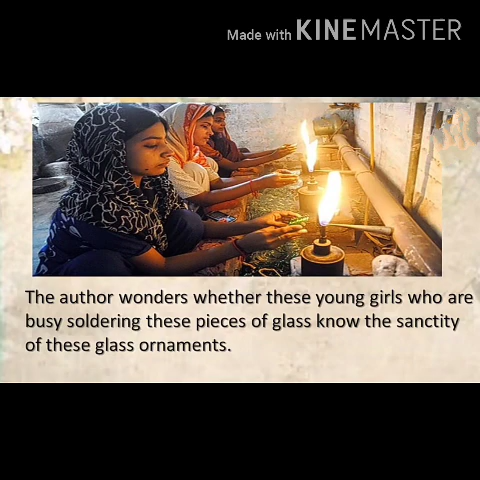 Made with KINEMASTER
The author wonders whether these young girls who are
busy soldering these pieces of glass know the sanctity
of these glass ornaments.